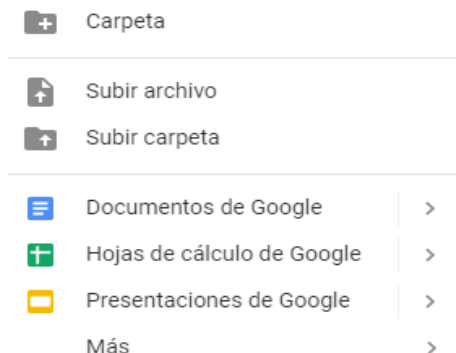 Carpeta
Subir archivo
Subir carpeta
Documentos de Google
Hojas de cálculo de Google
Presentaciones de Google
Más